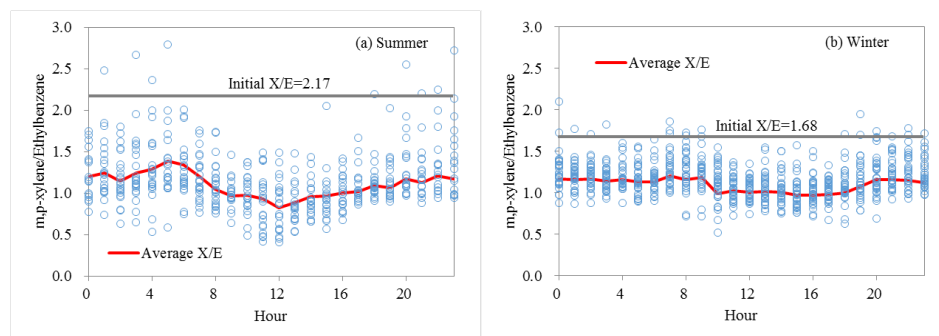 3.0
2.5
2.0
1.5
1.0
0.5
0.0
m,p-xylene/Ethylbenzene
(a) Summer
Initial X/E=2.17
Average X/E
0
4
8
12
16
20
Hour
3.0
2.5
2.0
1.5
1.0
0.5
0.0
m,p-xylene/Ethylbenzene
(b) Winter
Average X/E
Initial X/E=1.68
0
4
8
12
16
20
Hour